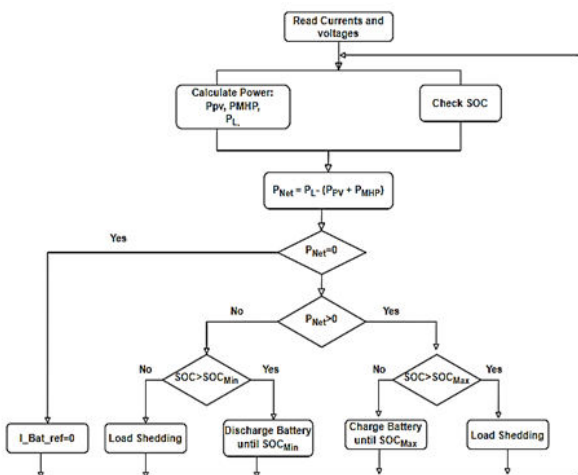 Read Currents and
voltages
Calculate Power:
Ppv, PMHP,
PL,
Check SOC
PNet = PL- (PPV + PMHP)
Yes
PNet=0
No
PNet>0
Yes
No
SOC>SOCMin
Yes
No
SOC>SOCMax
Yes
I_Bat_ref=0
Load Shedding
Discharge Battery
until SOCMin
Charge Battery
until SOCMax
Load Shedding